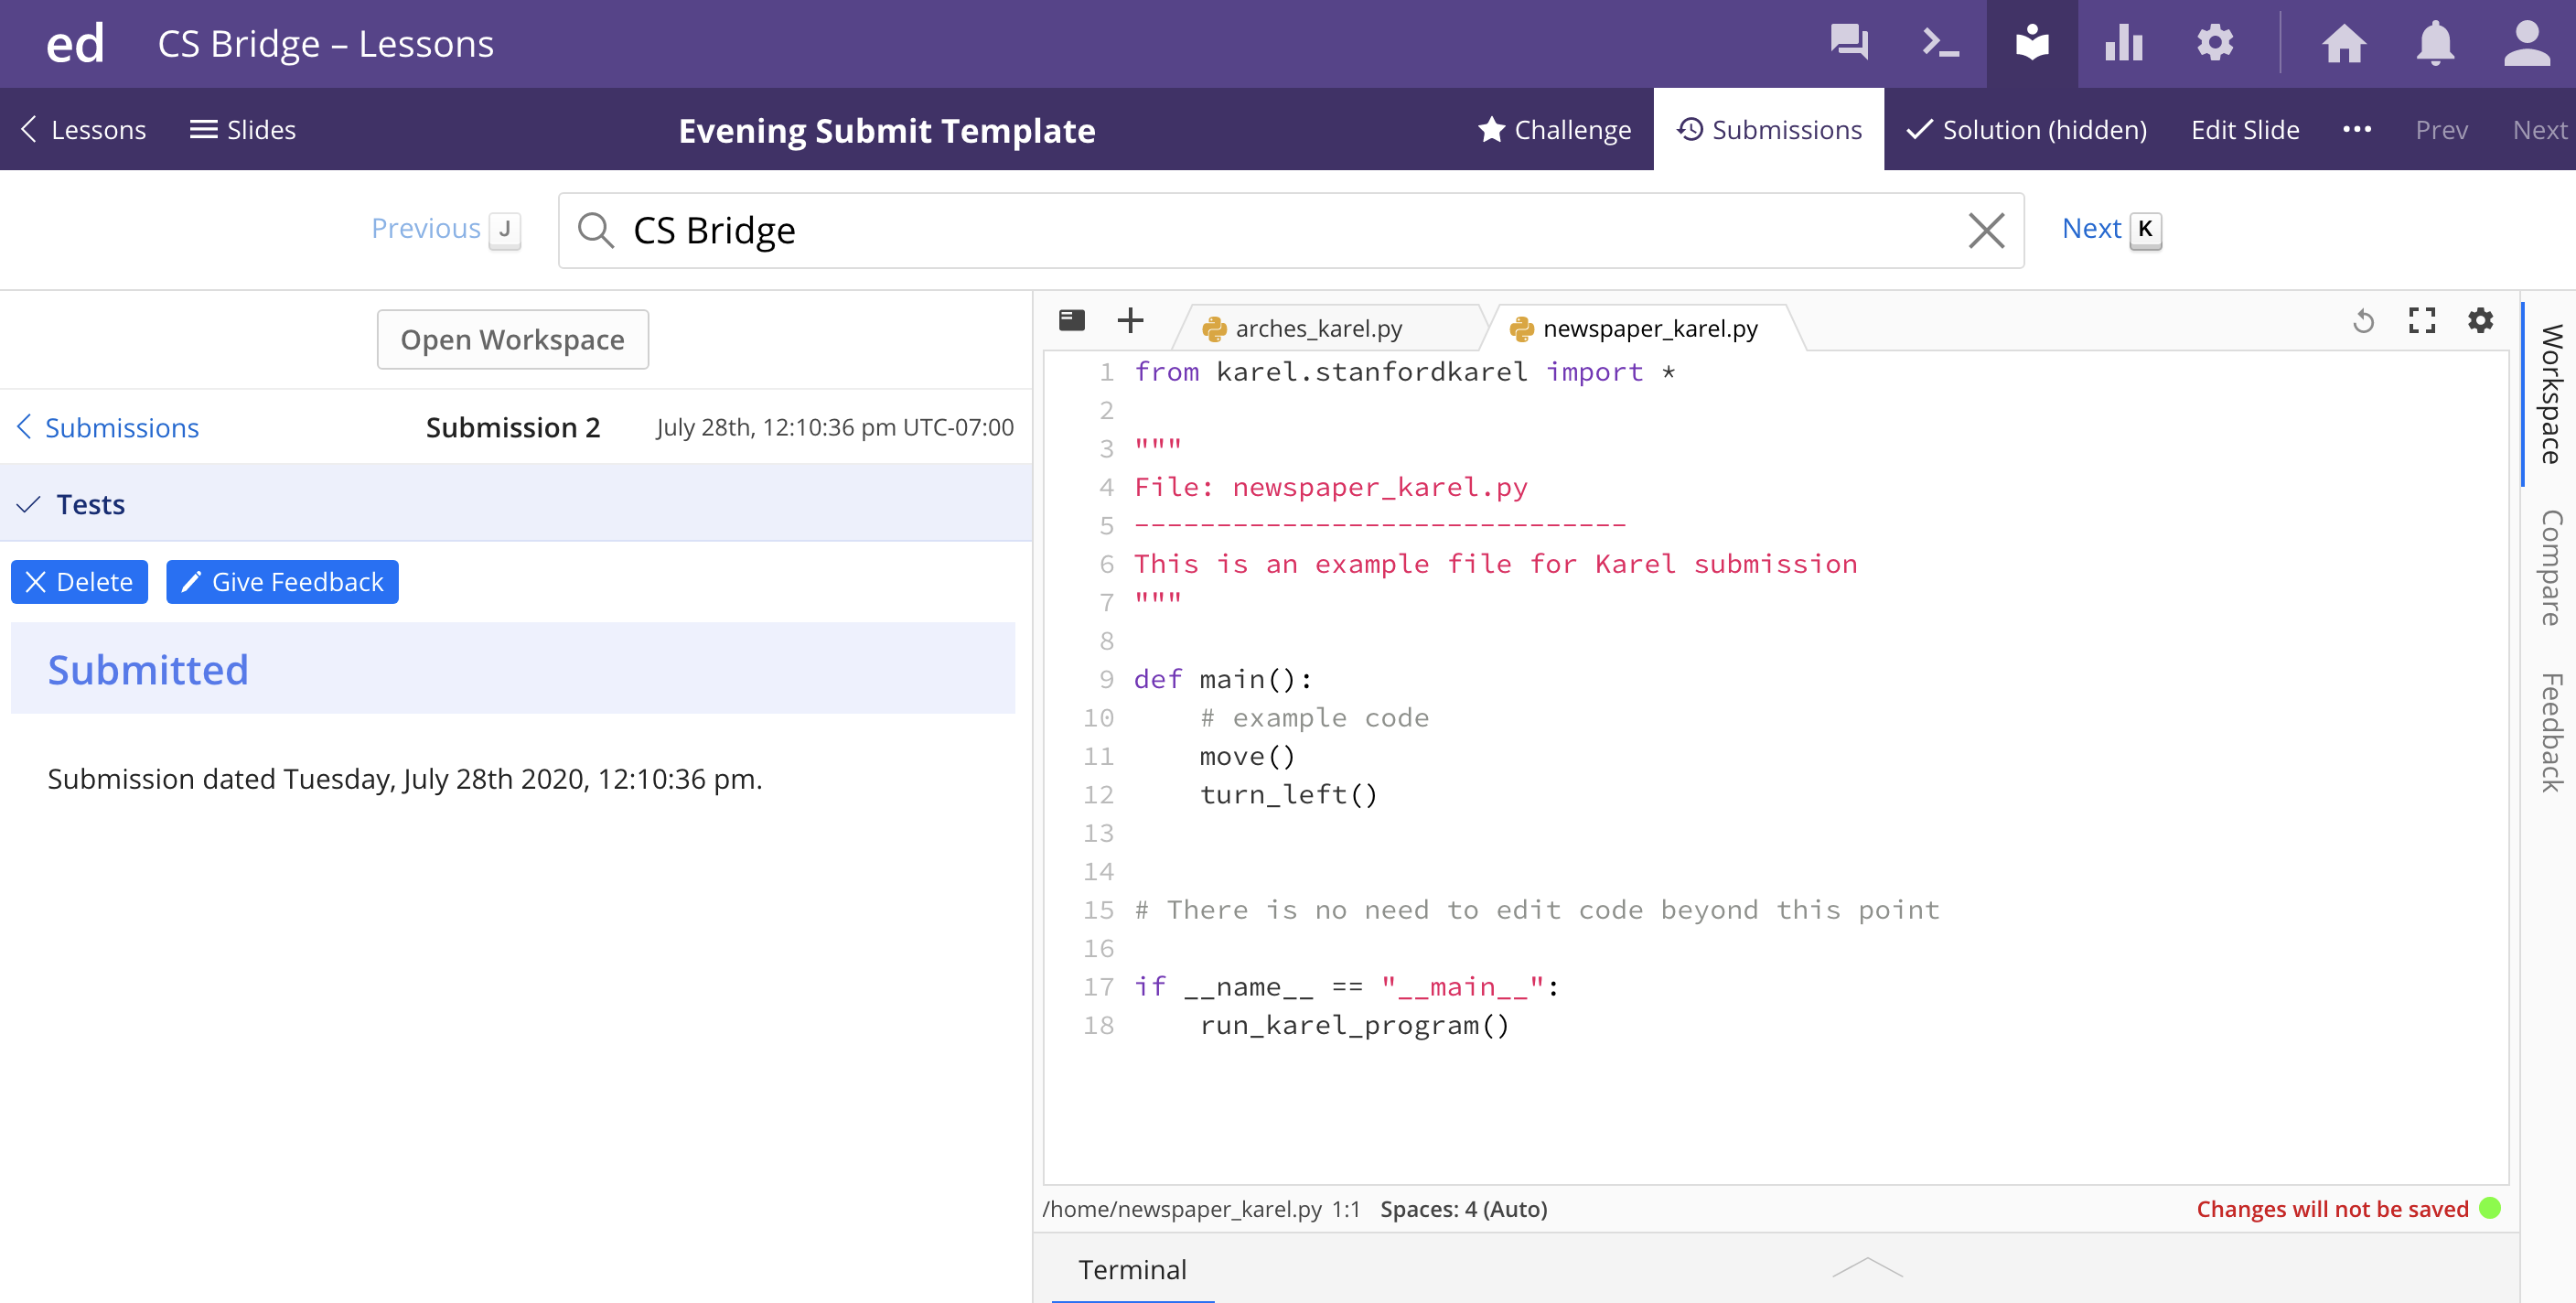 ed CS Bridge – Lessons
Lessons Slides Evening Submit Template Challenge Submissions Solution (hidden) Edit Slide ••• Prev Next
Previous J CS Bridge Next K
Open Workspace
Submissions Submission 2 July 28th, 12:10:36 pm UTC-07:00
Tests
Delete Give Feedback
Submitted
Submission dated Tuesday, July 28th 2020, 12:10:36 pm.
arches_karel.py newspaper_karel.py
1 from karel.stanfordkarel import *
2
3 """
4 File: newspaper_karel.py
5 ------------------------------
6 This is an example file for Karel submission
7 """
8
9 def main():
10     # example code
11     move()
12     turn_left()
13
14
15 # There is no need to edit code beyond this point
16
17 if __name__ == "__main__":
18     run_karel_program()
/home/newspaper_karel.py 1:1 Spaces: 4 (Auto) Changes will not be saved
Terminal
Workspace
Compare
Feedback